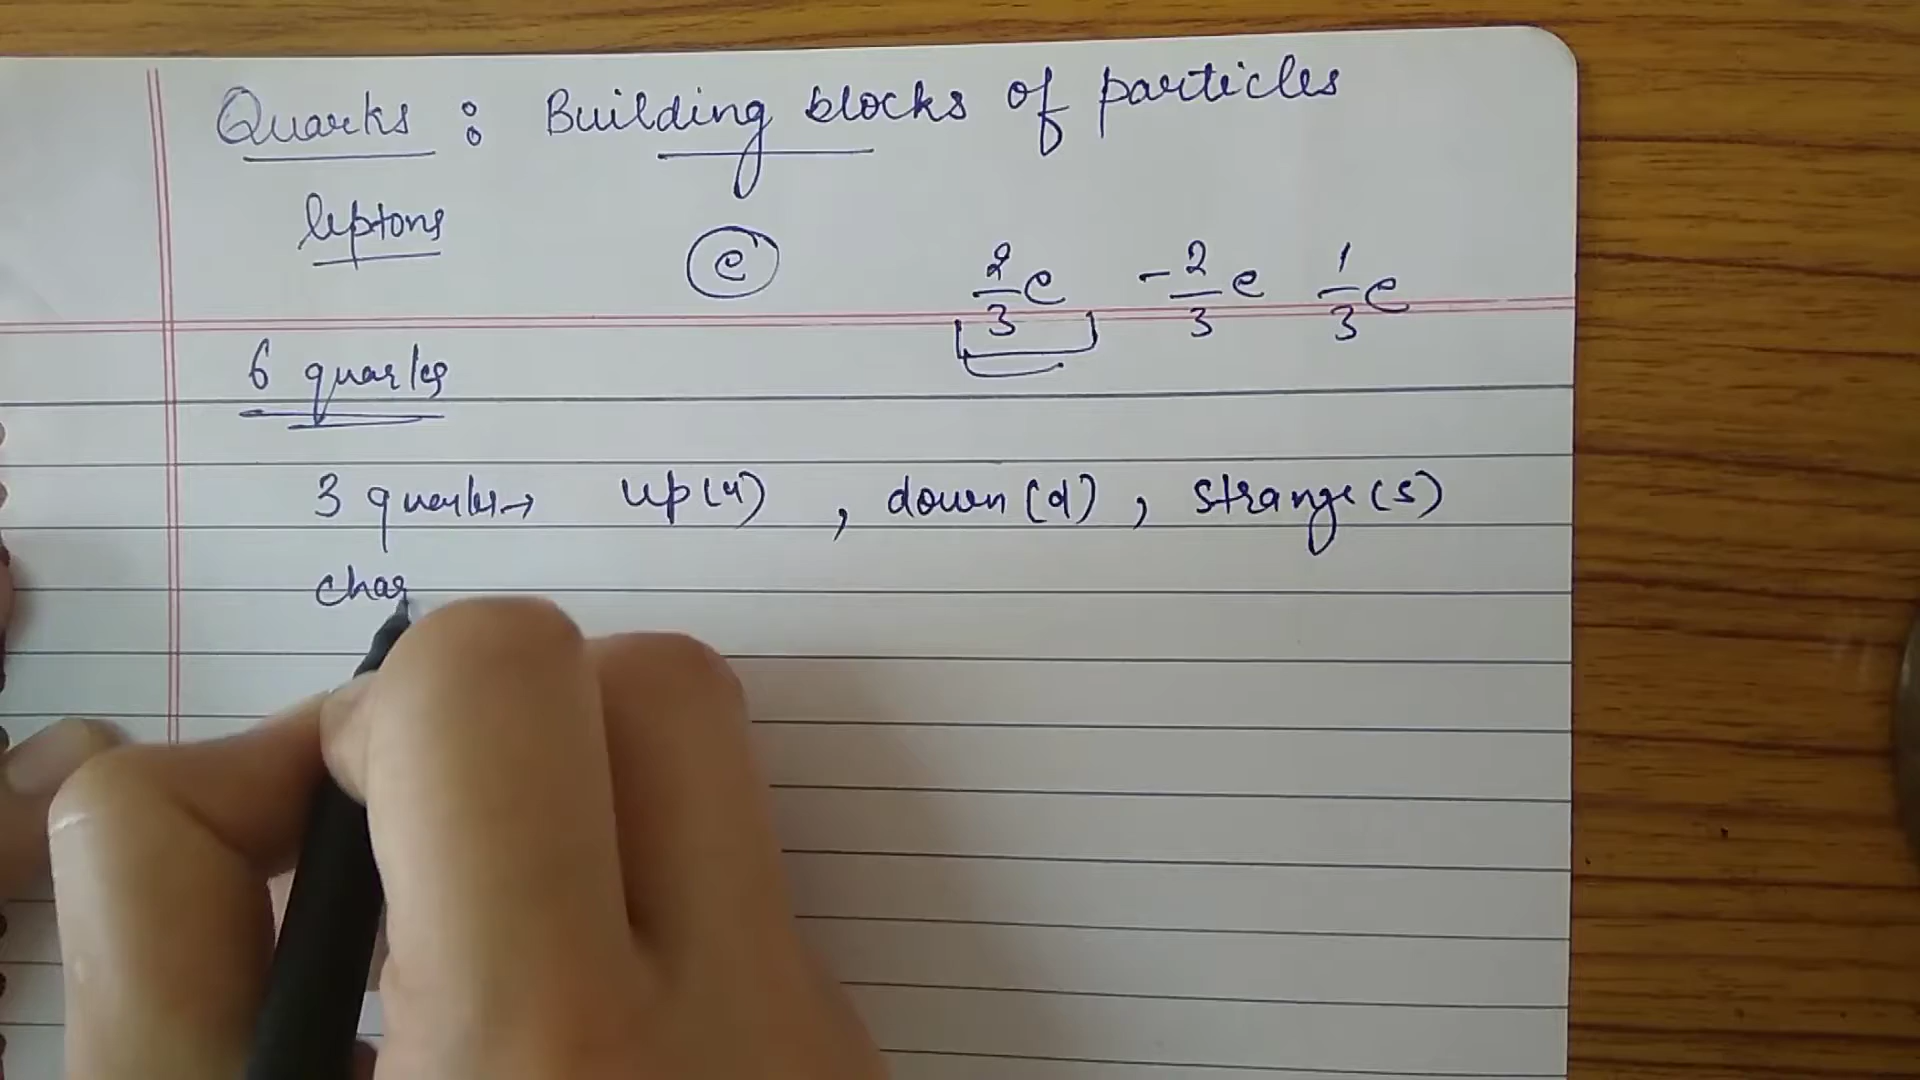 Quarks : Building blocks of particles
leptons
e 2/3 e -2/3 e 1/3 e
6 quarks
3 quarks → up(u) , down(d) , strange(s)
char